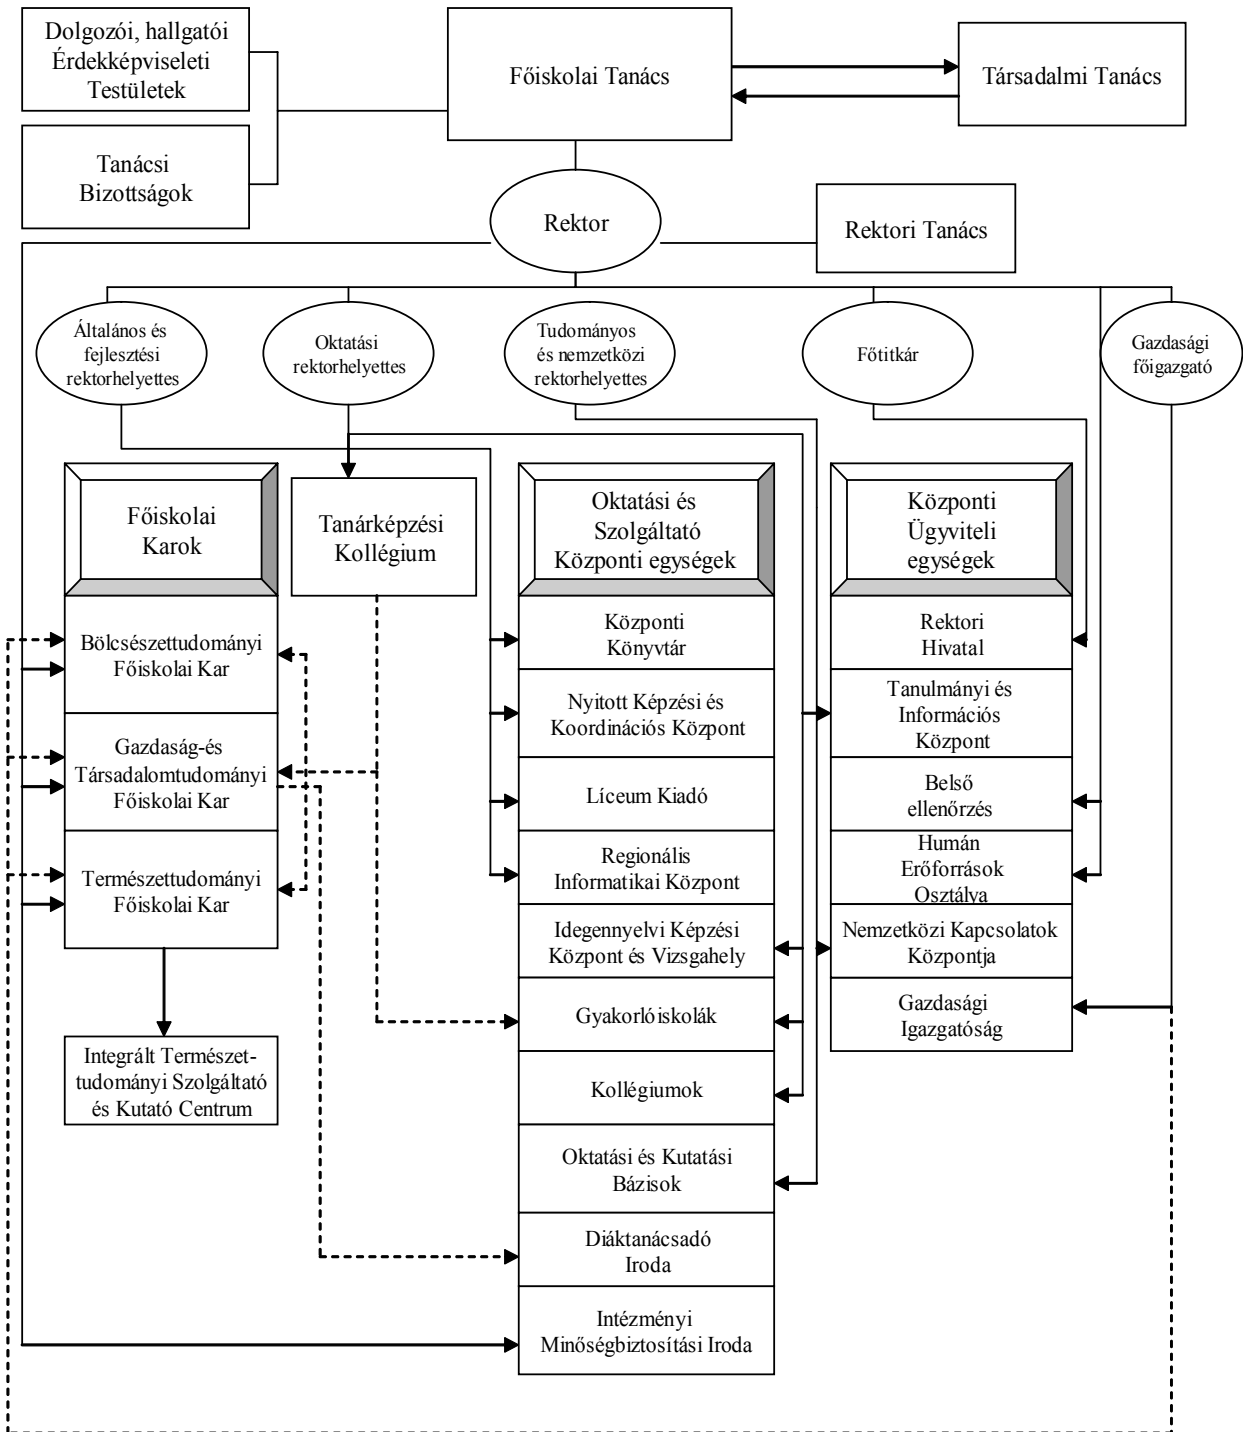 Dolgozói, hallgatói
Érdekképviseleti
Testületek
Főiskolai Tanács
Társadalmi Tanács
Tanácsi
Bizottságok
Rektor
Rektori Tanács
Általános és
fejlesztési
rektorhelyettes
Oktatási
rektorhelyettes
Tudományos
és nemzetközi
rektorhelyettes
Főtitkár
Gazdasági
főigazgató
Főiskolai
Karok
Tanárképzési
Kollégium
Oktatási és
Szolgáltató
Központi egységek
Központi
Ügyviteli
egységek
Bölcsészettudományi
Főiskolai Kar
Gazdaság-és
Társadalomtudományi
Főiskolai Kar
Természettudományi
Főiskolai Kar
Integrált Természet-
tudományi Szolgáltató
és Kutató Centrum
Központi
Könyvtár
Nyitott Képzési és
Koordinációs Központ
Líceum Kiadó
Regionális
Informatikai Központ
Idegennyelvi Képzési
Központ és Vizsgahely
Gyakorlóiskolák
Kollégiumok
Oktatási és Kutatási
Bázisok
Diáktanácsadó
Iroda
Intézményi
Minőségbiztosítási Iroda
Rektori
Hivatal
Tanulmányi és
Információs
Központ
Belső
ellenőrzés
Humán
Erőforrások
Osztálya
Nemzetközi Kapcsolatok
Központja
Gazdasági
Igazgatóság